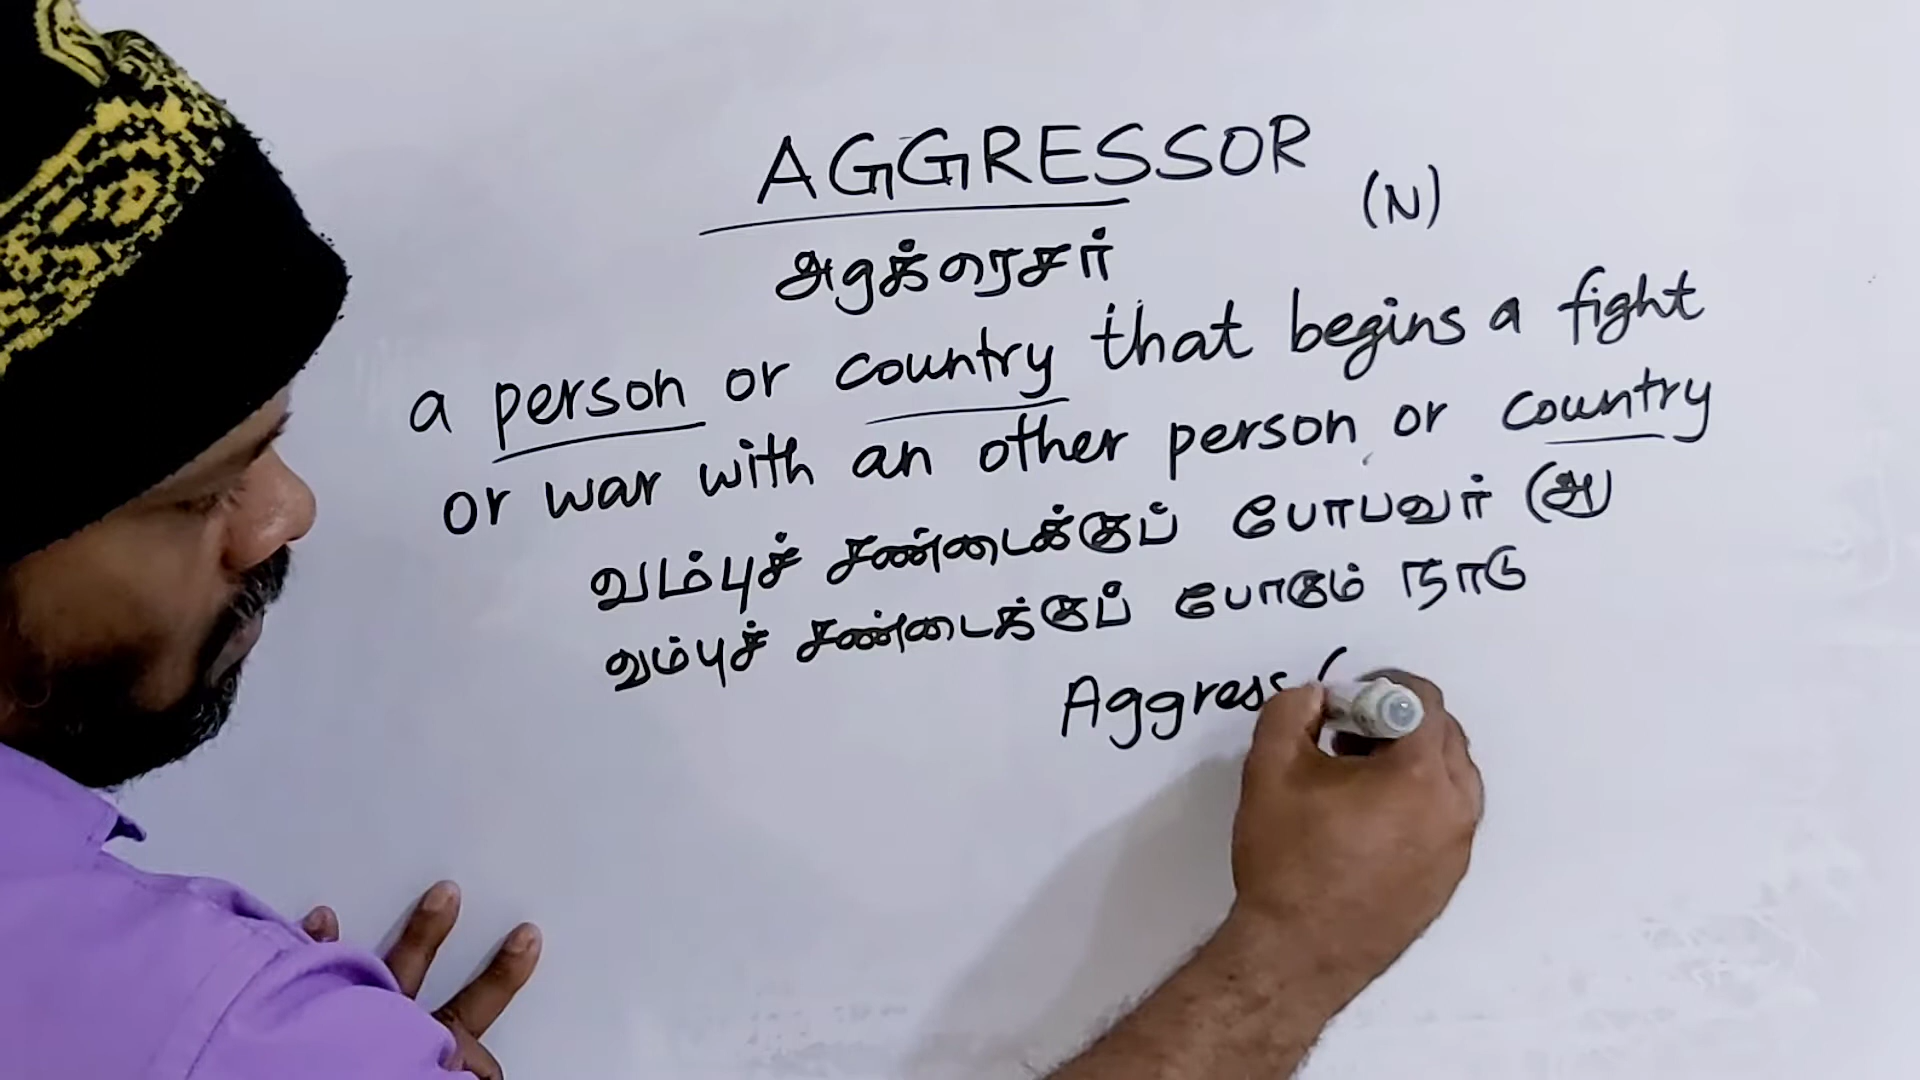 AGGRESSOR
(N)
அக்ரசர்
a person or country that begins a fight
or war with an other person or country
வம்புச் சண்டைக்குப் போபவர் (அ)
வம்புச் சண்டைக்குப் போகும் நாடு
Aggress (